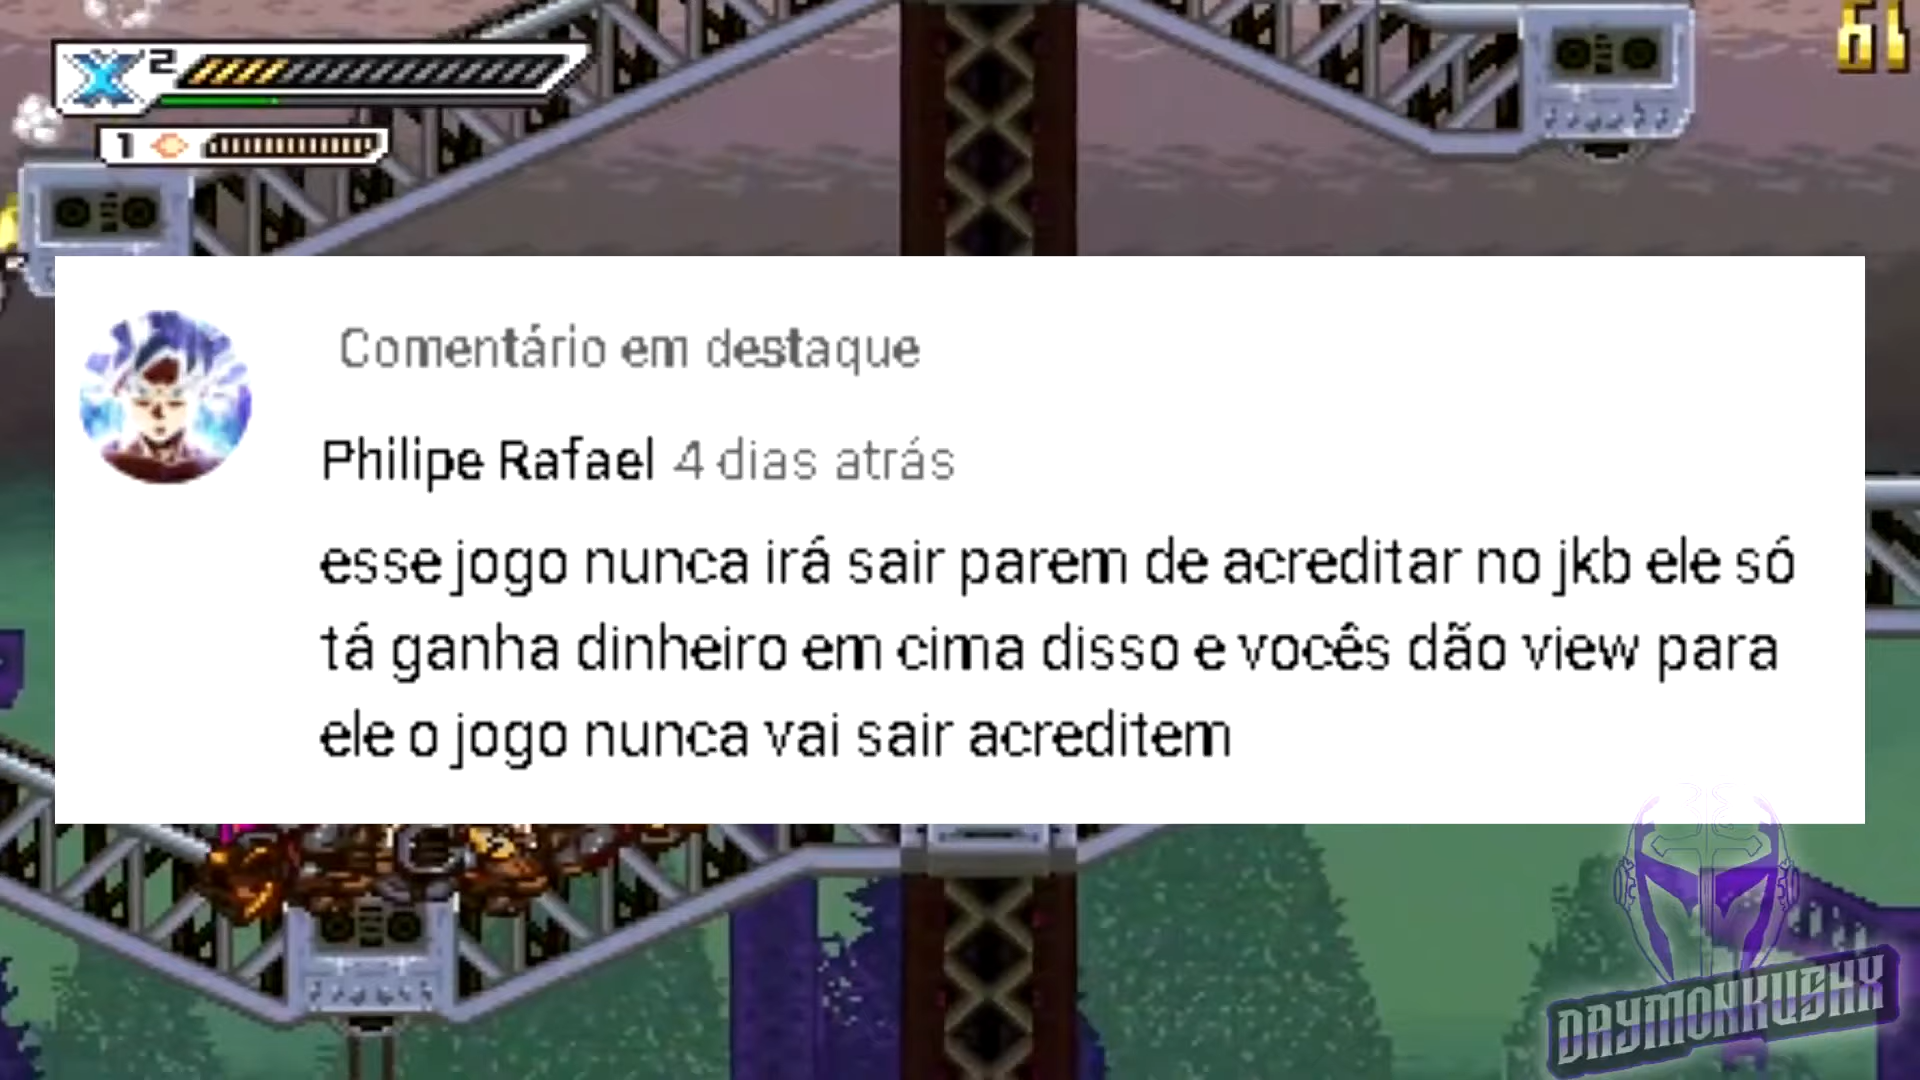 X 2
61
1
Comentário em destaque
Philipe Rafael 4 dias atrás
esse jogo nunca irá sair parem de acreditar no jkb ele só
tá ganha dinheiro em cima disso e vocês dão view para
ele o jogo nunca vai sair acreditem
DAYMONKUSHX